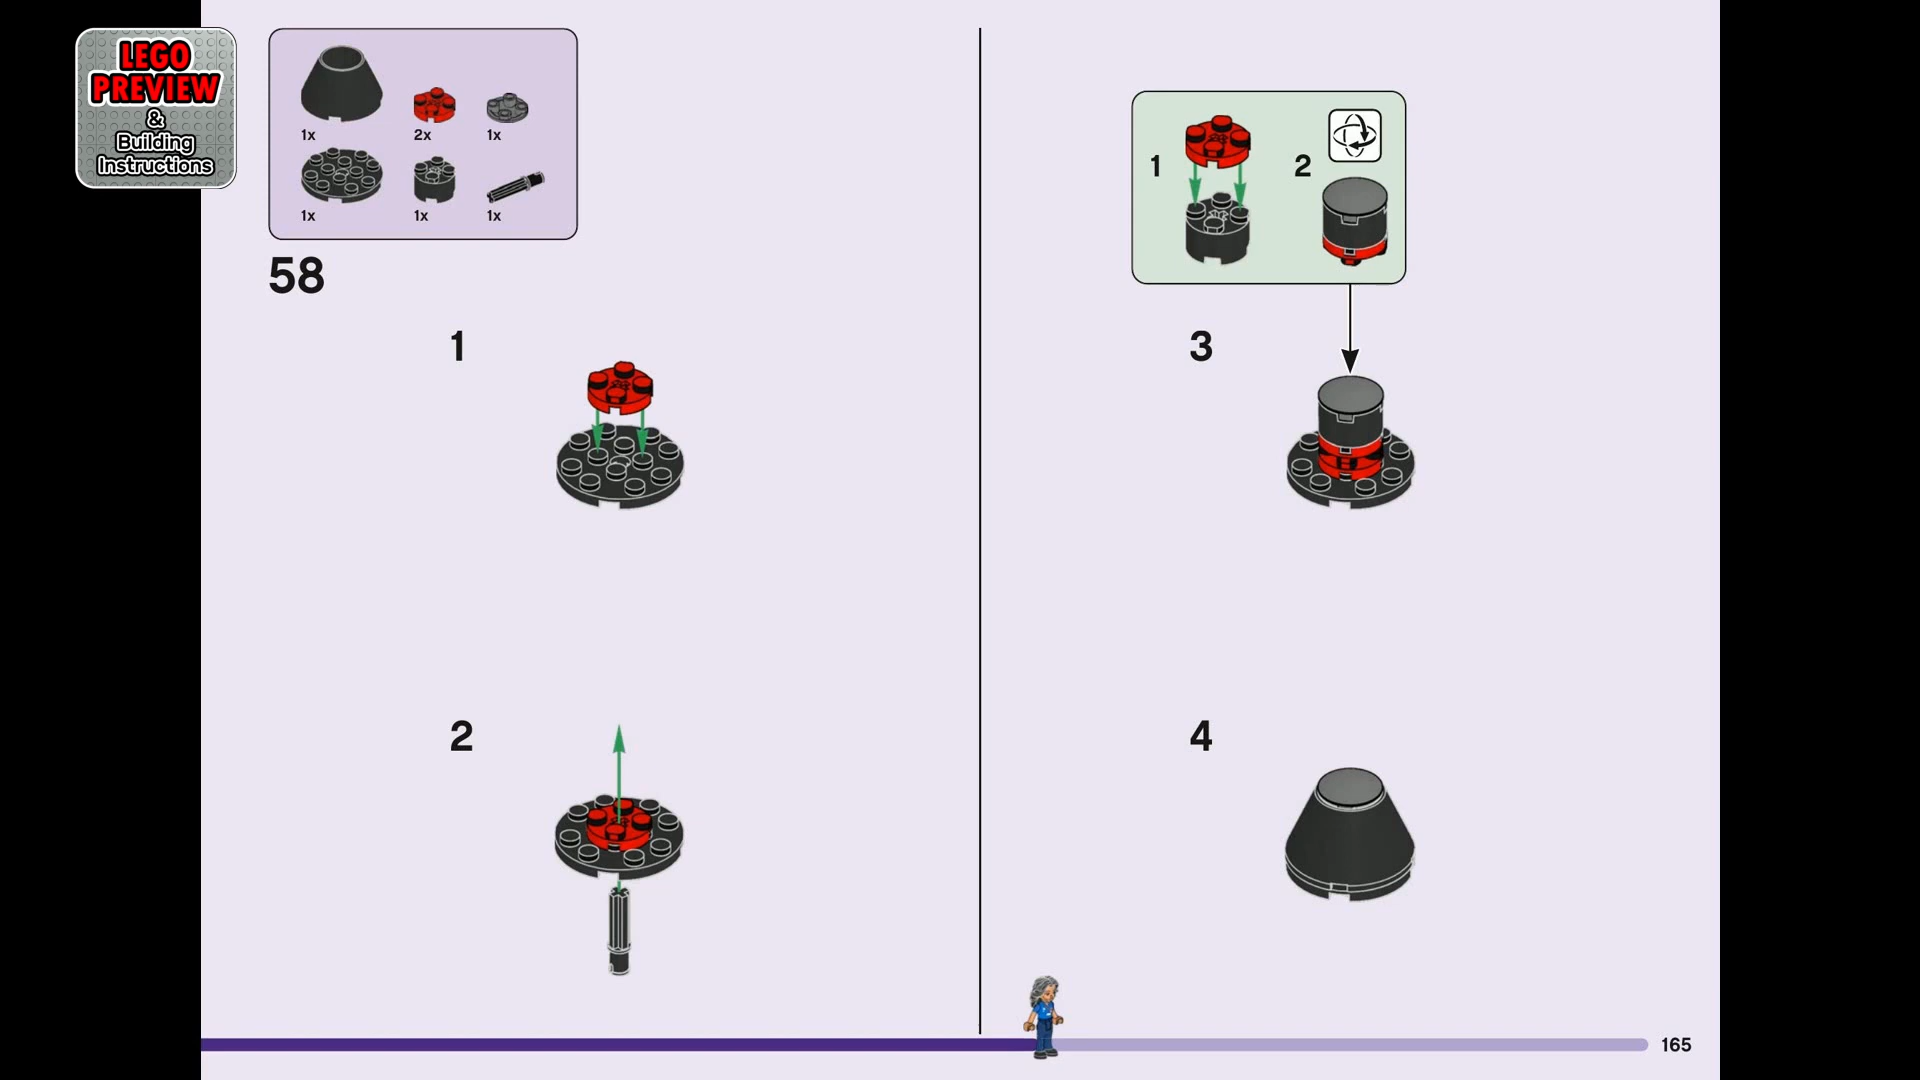 LEGO
PREVIEW
&
Building
Instructions
1x
2x
1x
1x
1x
1x
58
1
2
1
2
3
4
165